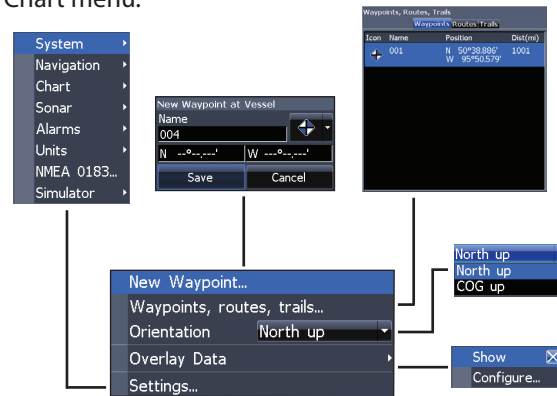 Chart menu.
System
Navigation
Chart
Sonar
Alarms
Units
NMEA 0183...
Simulator
New Waypoint at Vessel
Name
004
N --°--.---' W ---°--.---'
Save Cancel
Waypoints, Routes, Trails
Waypoints Routes Trails
Icon Name Position Dist(mi)
001 N 50°38.886' 1001
W 95°50.579'
New Waypoint...
Waypoints, routes, trails...
Orientation North up
Overlay Data
Settings...
North up
North up
COG up
Show
Configure...